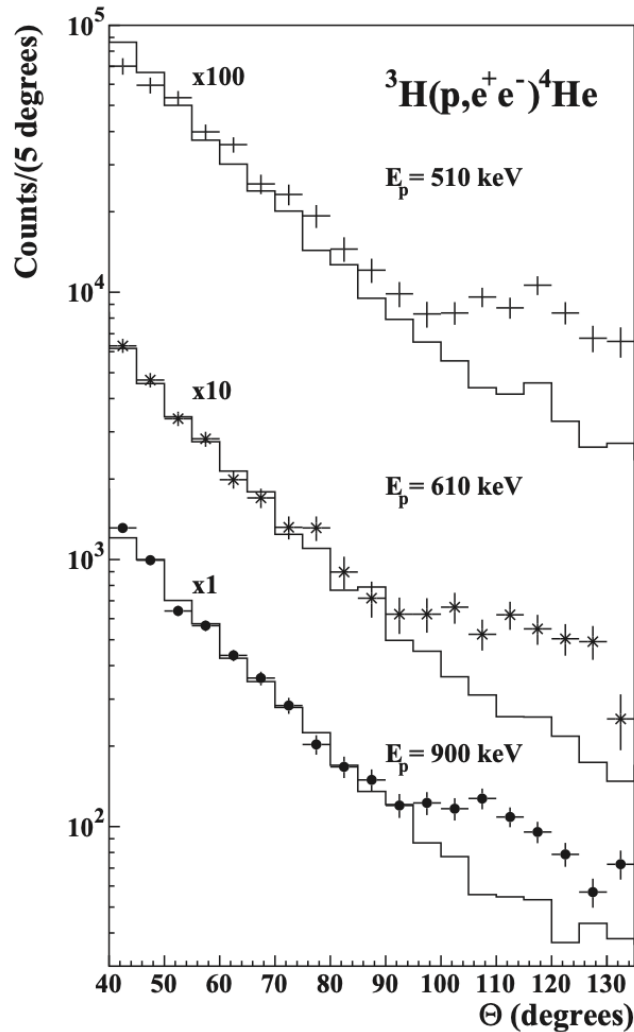 10^5
x100
^3H(p,e^+e^-)^4He
Counts/(5 degrees)
E_p = 510 keV
10^4
x10
E_p = 610 keV
10^3
x1
E_p = 900 keV
10^2
40 50 60 70 80 90 100 110 120 130
Θ (degrees)